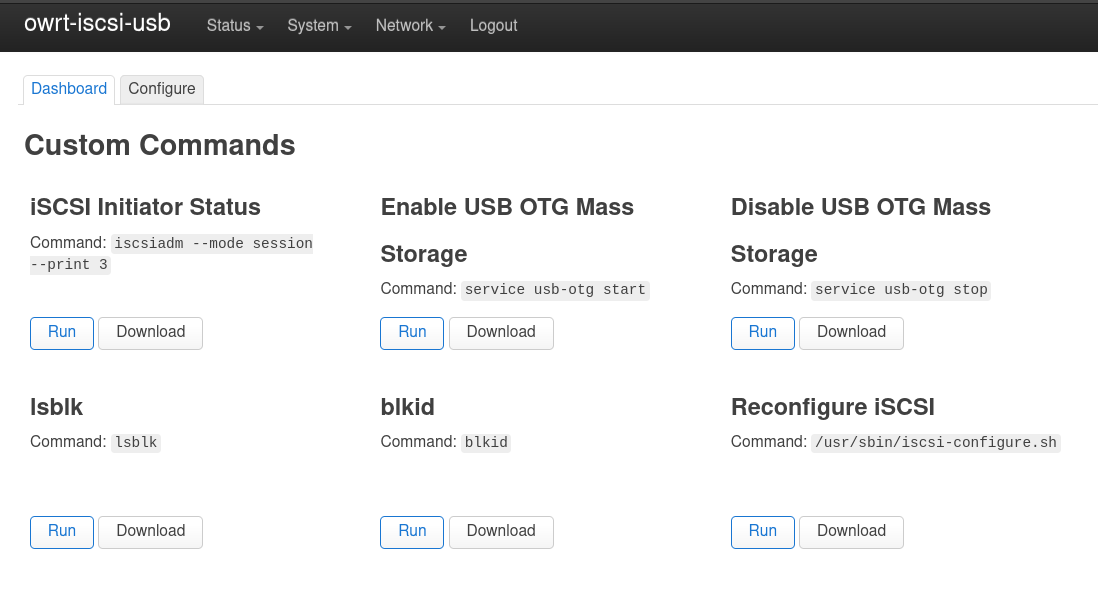 owrt-iscsi-usb Status System Network Logout
Dashboard Configure
Custom Commands
iSCSI Initiator Status
Command: iscsiadm --mode session
--print 3
Run Download
Enable USB OTG Mass
Storage
Command: service usb-otg start
Run Download
Disable USB OTG Mass
Storage
Command: service usb-otg stop
Run Download
lsblk
Command: lsblk
Run Download
blkid
Command: blkid
Run Download
Reconfigure iSCSI
Command: /usr/sbin/iscsi-configure.sh
Run Download